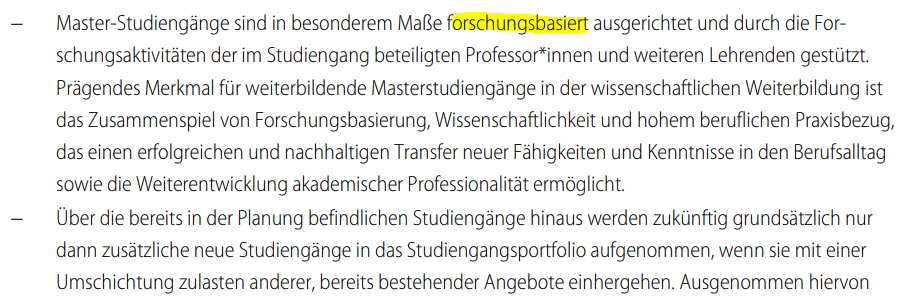 – Master-Studiengänge sind in besonderem Maße forschungsbasiert ausgerichtet und durch die For-
schungsaktivitäten der im Studiengang beteiligten Professor*innen und weiteren Lehrenden gestützt.
Prägendes Merkmal für weiterbildende Masterstudiengänge in der wissenschaftlichen Weiterbildung ist
das Zusammenspiel von Forschungsbasierung, Wissenschaftlichkeit und hohem beruflichen Praxisbezug,
das einen erfolgreichen und nachhaltigen Transfer neuer Fähigkeiten und Kenntnisse in den Berufsalltag
sowie die Weiterentwicklung akademischer Professionalität ermöglicht.
– Über die bereits in der Planung befindlichen Studiengänge hinaus werden zukünftig grundsätzlich nur
dann zusätzliche neue Studiengänge in das Studiengangsportfolio aufgenommen, wenn sie mit einer
Umschichtung zulasten anderer, bereits bestehender Angebote einhergehen. Ausgenommen hiervon